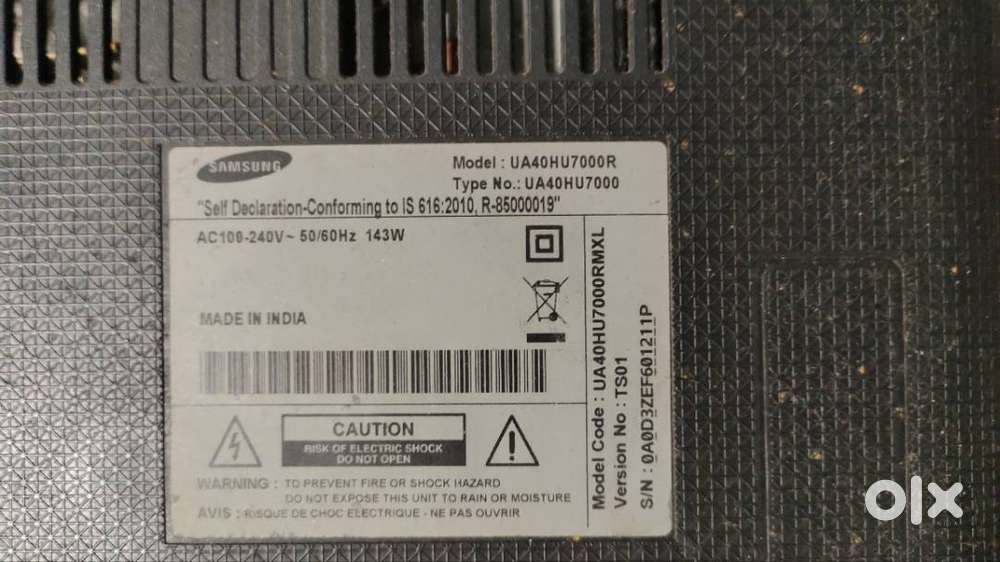 SAMSUNG
Model : UA40HU7000R
Type No.: UA40HU7000
"Self Declaration-Conforming to IS 616:2010, R-85000019"
AC100-240V~ 50/60Hz 143W
MADE IN INDIA
CAUTION
RISK OF ELECTRIC SHOCK
DO NOT OPEN
WARNING : TO PREVENT FIRE OR SHOCK HAZARD
DO NOT EXPOSE THIS UNIT TO RAIN OR MOISTURE
AVIS : RISQUE DE CHOC ELECTRIQUE - NE PAS OUVRIR
Model Code : UA40HU7000RMXL
Version No : TS01
S/N : 0A0D3ZEF601211P
olx